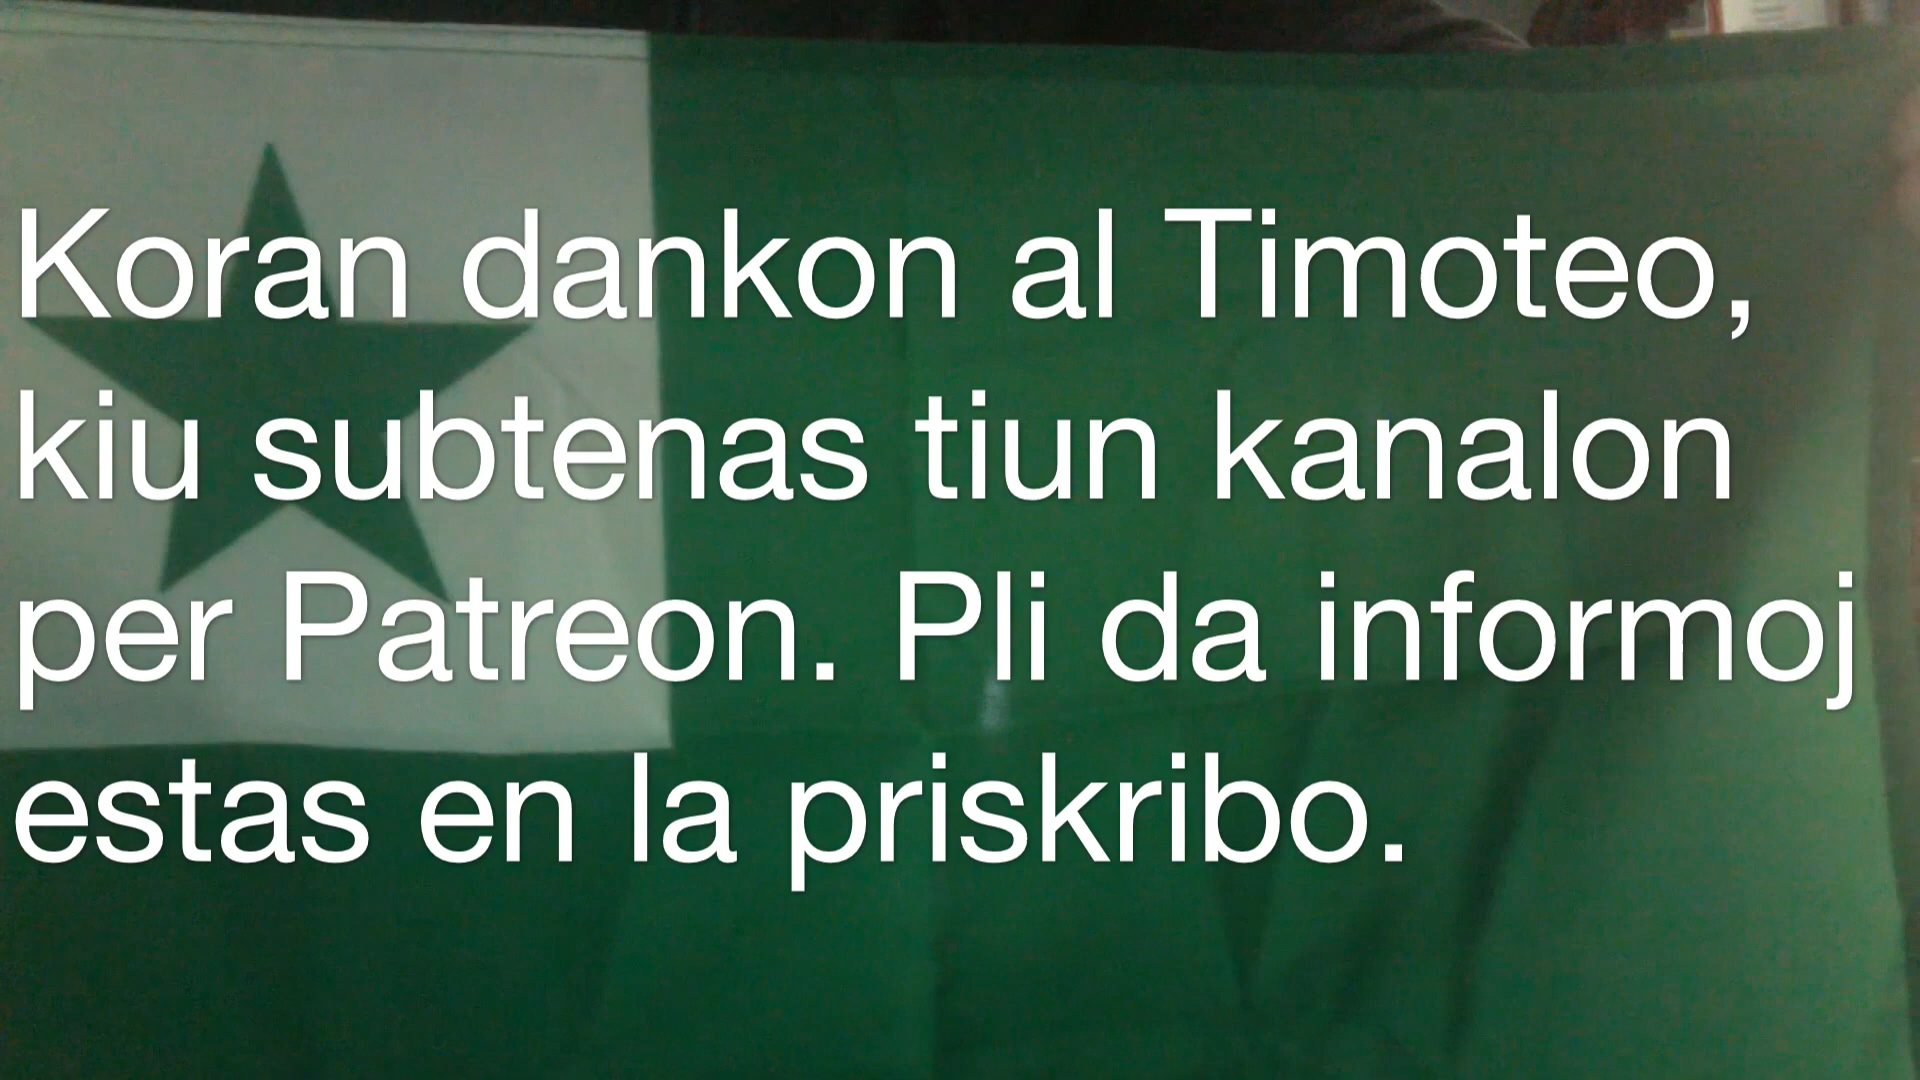 Koran dankon al Timoteo,
kiu subtenas tiun kanalon
per Patreon. Pli da informoj
estas en la priskribo.